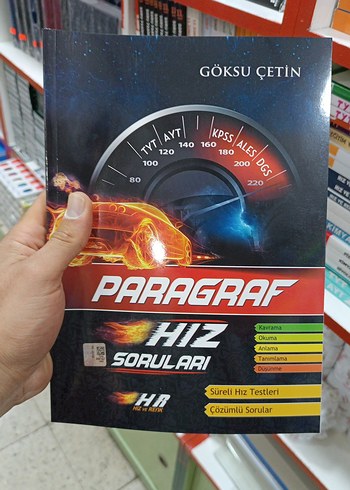 GÖKSU ÇETİN
TYT
AYT
KPSS
ALES
DGS
80
100
120
140
160
180
200
220
PARAGRAF
HIZ
SORULARI
Kavrama
Okuma
Anlama
Tanımlama
Düşünme
Süreli Hız Testleri
Çözümlü Sorular
HR
HIZ ve RENK